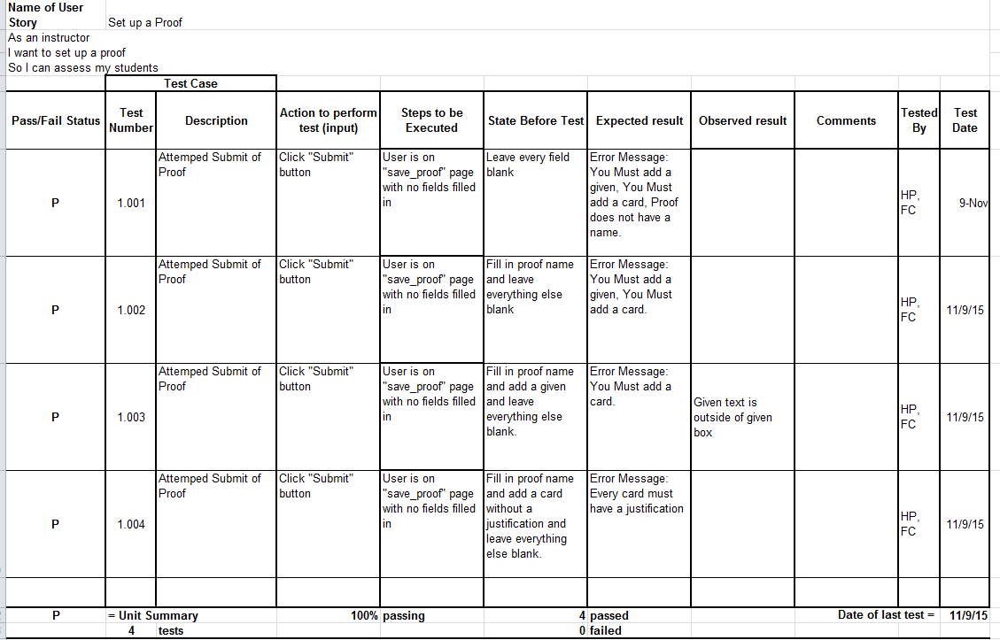 Name of User
Story Set up a Proof
As an instructor
I want to set up a proof
So I can assess my students
Test Case
Pass/Fail Status
Test
Number
Description
Action to perform
test (input)
Steps to be
Executed
State Before Test
Expected result
Observed result
Comments
Tested
By
Test
Date
P
1.001
Attemped Submit of
Proof
Click "Submit"
button
User is on
"save_proof" page
with no fields filled
in
Leave every field
blank
Error Message:
You Must add a
given, You Must
add a card, Proof
does not have a
name.
HP,
FC
9-Nov
P
1.002
Attemped Submit of
Proof
Click "Submit"
button
User is on
"save_proof" page
with no fields filled
in
Fill in proof name
and leave
everything else
blank
Error Message:
You Must add a
given, You Must
add a card.
HP,
FC
11/9/15
P
1.003
Attemped Submit of
Proof
Click "Submit"
button
User is on
"save_proof" page
with no fields filled
in
Fill in proof name
and add a given
and leave
everything else
blank.
Error Message:
You Must add a
card.
Given text is
outside of given
box
HP,
FC
11/9/15
P
1.004
Attemped Submit of
Proof
Click "Submit"
button
User is on
"save_proof" page
with no fields filled
in
Fill in proof name
and add a card
without a
justification and
leave everything
else blank.
Error Message:
Every card must
have a justification
HP,
FC
11/9/15
P = Unit Summary 100% passing 4 passed Date of last test = 11/9/15
4 tests 0 failed